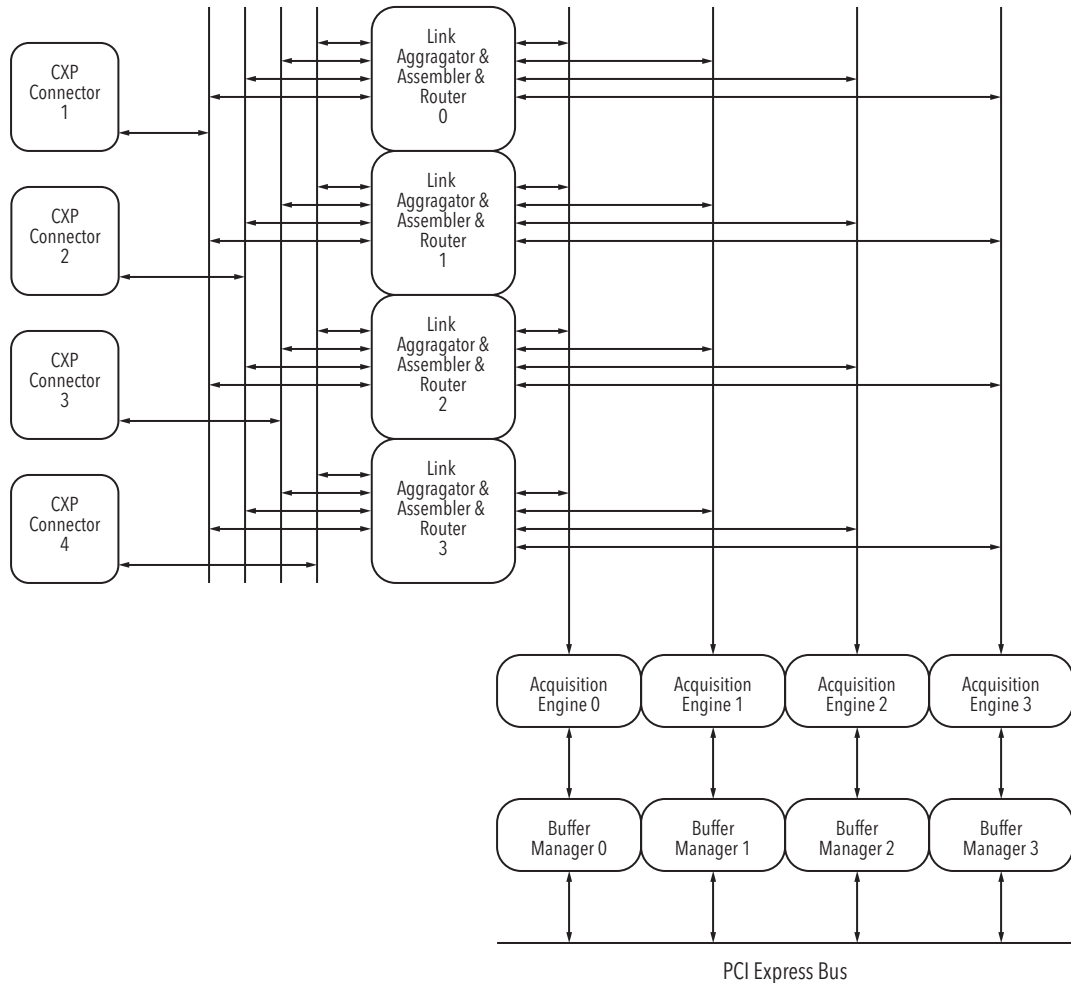 CXP
Connector
1
Link
Aggragator &
Assembler &
Router
0
CXP
Connector
2
Link
Aggragator &
Assembler &
Router
1
CXP
Connector
3
Link
Aggragator &
Assembler &
Router
2
CXP
Connector
4
Link
Aggragator &
Assembler &
Router
3
Acquisition
Engine 0
Acquisition
Engine 1
Acquisition
Engine 2
Acquisition
Engine 3
Buffer
Manager 0
Buffer
Manager 1
Buffer
Manager 2
Buffer
Manager 3
PCI Express Bus